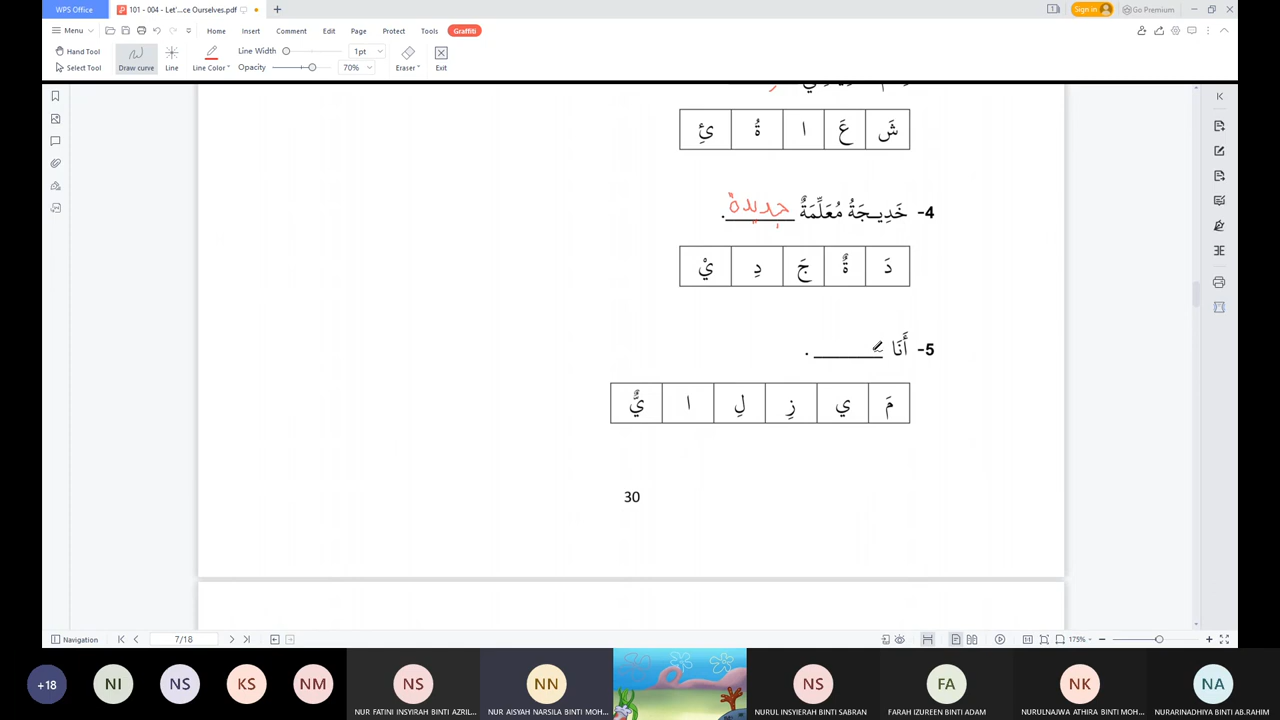 WPS Office
101 - 004 - Let'...ce Ourselves.pdf
Sign in
Go Premium
Menu
Home
Insert
Comment
Edit
Page
Protect
Tools
Graffiti
Hand Tool
Select Tool
Draw curve
Line
Line Color
Line Width
1pt
Opacity
70%
Eraser
Exit
شَ عَ ا ةُ ئِ
4- خَدِيـجَةُ مُعَلِّمَةٌ جديدة.
دَ ةٌ جَ دِ يْ
5- أَنَا ________ .
مَ ي زِ لِ ا يٌّ
30
Navigation
7/18
175%
+18
NI
NS
KS
NM
NS
NUR FATINI INSYIRAH BINTI AZRIL...
NN
NUR AISYAH NARSILA BINTI MOH...
NS
NURUL INSYIERAH BINTI SABRAN
FA
FARAH IZUREEN BINTI ADAM
NK
NURULNAJWA ATHIRA BINTI MOH...
NA
NURARINADHIYA BINTI AB.RAHIM